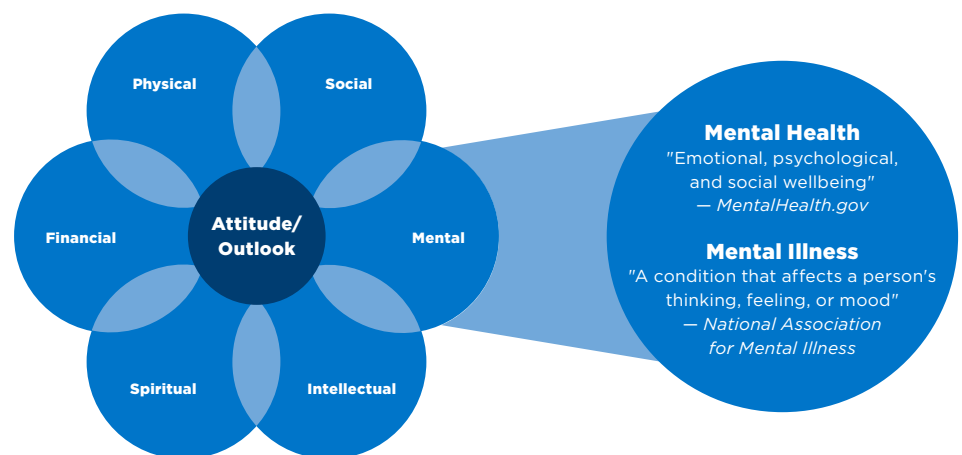 Physical
Social
Financial
Attitude/
Outlook
Mental
Spiritual
Intellectual
Mental Health
"Emotional, psychological,
and social wellbeing"
— MentalHealth.gov
Mental Illness
"A condition that affects a person's
thinking, feeling, or mood"
— National Association
for Mental Illness